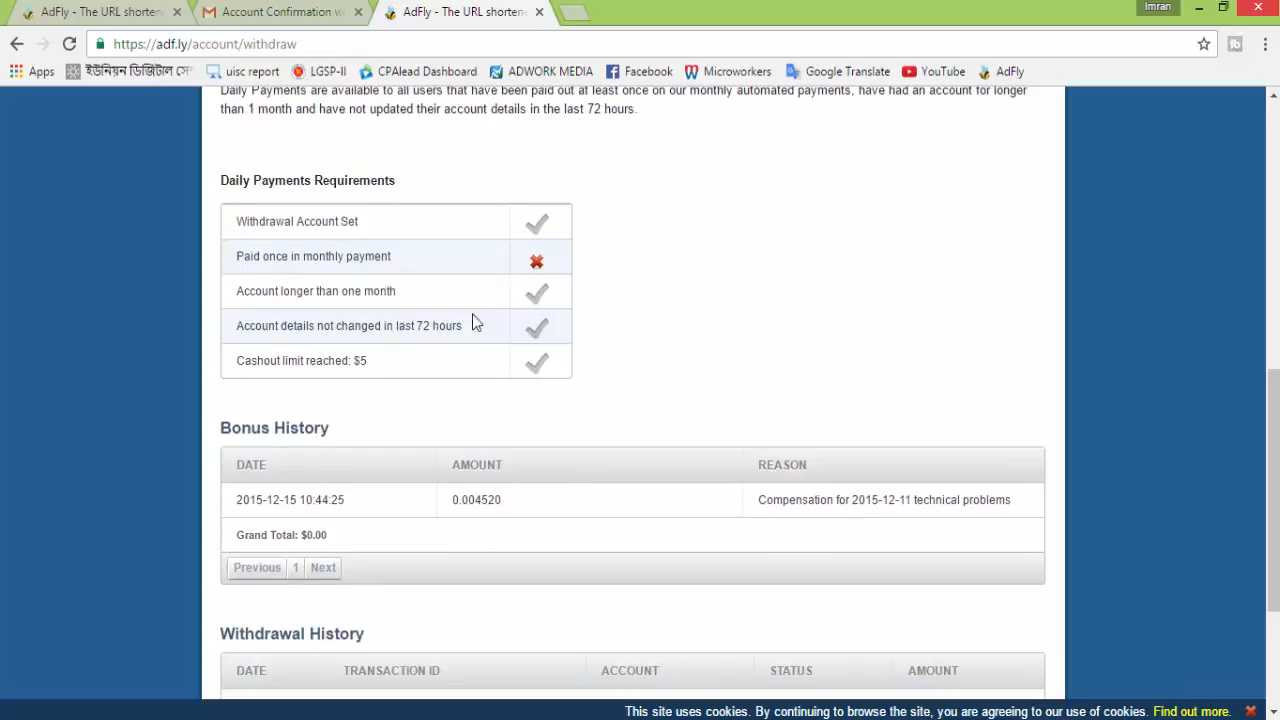 AdFly - The URL shorten
Account Confirmation w
AdFly - The URL shorten
Imran
https://adf.ly/account/withdraw
Apps
ইউনিয়ন ডিজিটাল সে
uisc report
LGSP-II
CPAlead Dashboard
ADWORK MEDIA
Facebook
Microworkers
Google Translate
YouTube
AdFly
Daily Payments are available to all users that have been paid out at least once on our monthly automated payments, have had an account for longer
than 1 month and have not updated their account details in the last 72 hours.
Daily Payments Requirements
Withdrawal Account Set
Paid once in monthly payment
Account longer than one month
Account details not changed in last 72 hours
Cashout limit reached: $5
Bonus History
DATE AMOUNT REASON
2015-12-15 10:44:25 0.004520 Compensation for 2015-12-11 technical problems
Grand Total: $0.00
Previous 1 Next
Withdrawal History
DATE TRANSACTION ID ACCOUNT STATUS AMOUNT
This site uses cookies. By continuing to browse the site, you are agreeing to our use of cookies. Find out more.